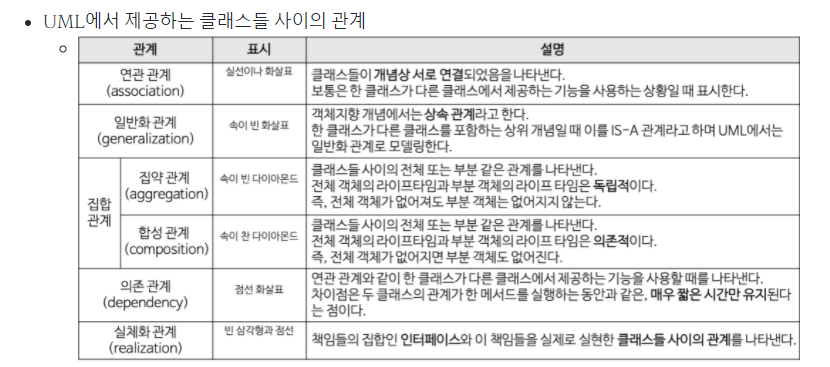 UML에서 제공하는 클래스들 사이의 관계
관계 표시 설명
연관 관계
(association)
실선이나 화살표
클래스들이 개념상 서로 연결되었음을나타낸다.
보통은 한 클래스가 다른 클래스에서 제공하는 기능을 사용하는 상황일 때 표시한다.
일반화 관계
(generalization)
속이 빈 화살표
객체지향 개념에서는 상속 관계라고 한다.
한 클래스가 다른 클래스를 포함하는 상위 개념일 때 이를 IS-A 관계라고 하며 UML에서는
일반화 관계로 모델링한다.
집합
관계
집약 관계
(aggregation)
속이 빈 다이아몬드
클래스들 사이의 전체 또는 부분 같은 관계를 나타낸다.
전체 객체의 라이프타임과 부분 객체의 라이프 타임은 독립적이다.
즉, 전체 객체가 없어져도 부분 객체는 없어지지 않는다.
합성 관계
(composition)
속이 찬 다이아몬드
클래스들 사이의 전체 또는 부분 같은 관계를 나타낸다.
전체 객체의 라이프타임과 부분 객체의 라이프 타임은 의존적이다.
즉, 전체 객체가 없어지면 부분 객체도 없어진다.
의존 관계
(dependency)
점선 화살표
연관 관계와 같이 한 클래스가 다른 클래스에서 제공하는 기능을 사용할 때를 나타낸다.
차이점은 두 클래스의 관계가 한 메서드를 실행하는 동안과 같은, 매우 짧은 시간만 유지된다
는 점이다.
실체화 관계
(realization)
빈 삼각형과 점선
책임들의 집합인 인터페이스와 이 책임들을 실제로 실현한 클래스들 사이의 관계를 나타낸다.